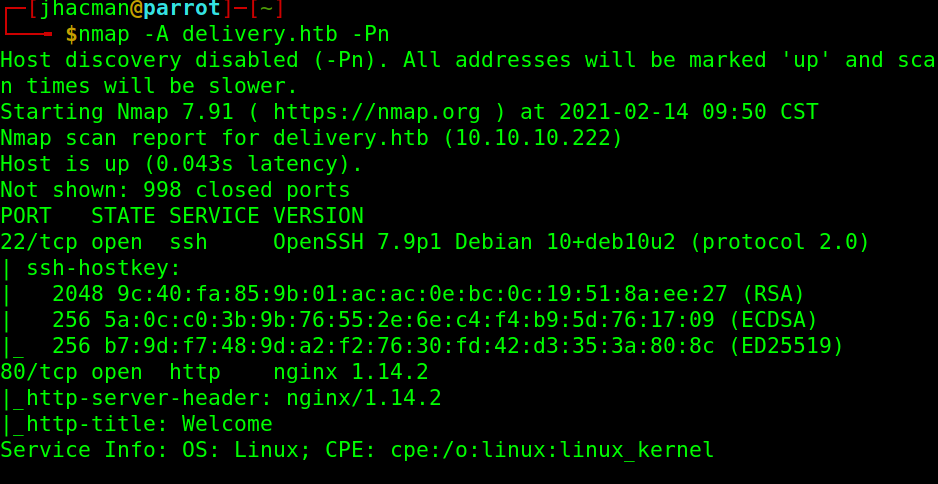 ┌─[jhacman@parrot]─[~]
└──╼ $nmap -A delivery.htb -Pn
Host discovery disabled (-Pn). All addresses will be marked 'up' and sca
n times will be slower.
Starting Nmap 7.91 ( https://nmap.org ) at 2021-02-14 09:50 CST
Nmap scan report for delivery.htb (10.10.10.222)
Host is up (0.043s latency).
Not shown: 998 closed ports
PORT   STATE SERVICE VERSION
22/tcp open  ssh     OpenSSH 7.9p1 Debian 10+deb10u2 (protocol 2.0)
| ssh-hostkey:
|   2048 9c:40:fa:85:9b:01:ac:ac:0e:bc:0c:19:51:8a:ee:27 (RSA)
|   256 5a:0c:c0:3b:9b:76:55:2e:6e:c4:f4:b9:5d:76:17:09 (ECDSA)
|_  256 b7:9d:f7:48:9d:a2:f2:76:30:fd:42:d3:35:3a:80:8c (ED25519)
80/tcp open  http    nginx 1.14.2
|_http-server-header: nginx/1.14.2
|_http-title: Welcome
Service Info: OS: Linux; CPE: cpe:/o:linux:linux_kernel